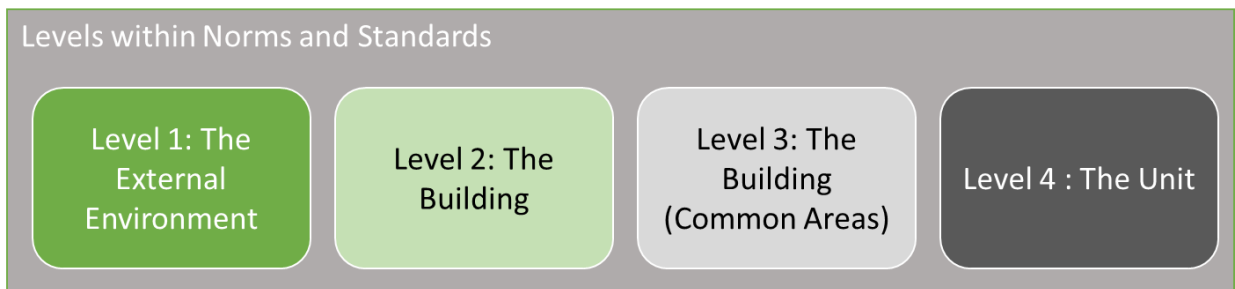 Levels within Norms and Standards
Level 1: The
External
Environment
Level 2: The
Building
Level 3: The
Building
(Common Areas)
Level 4 : The Unit